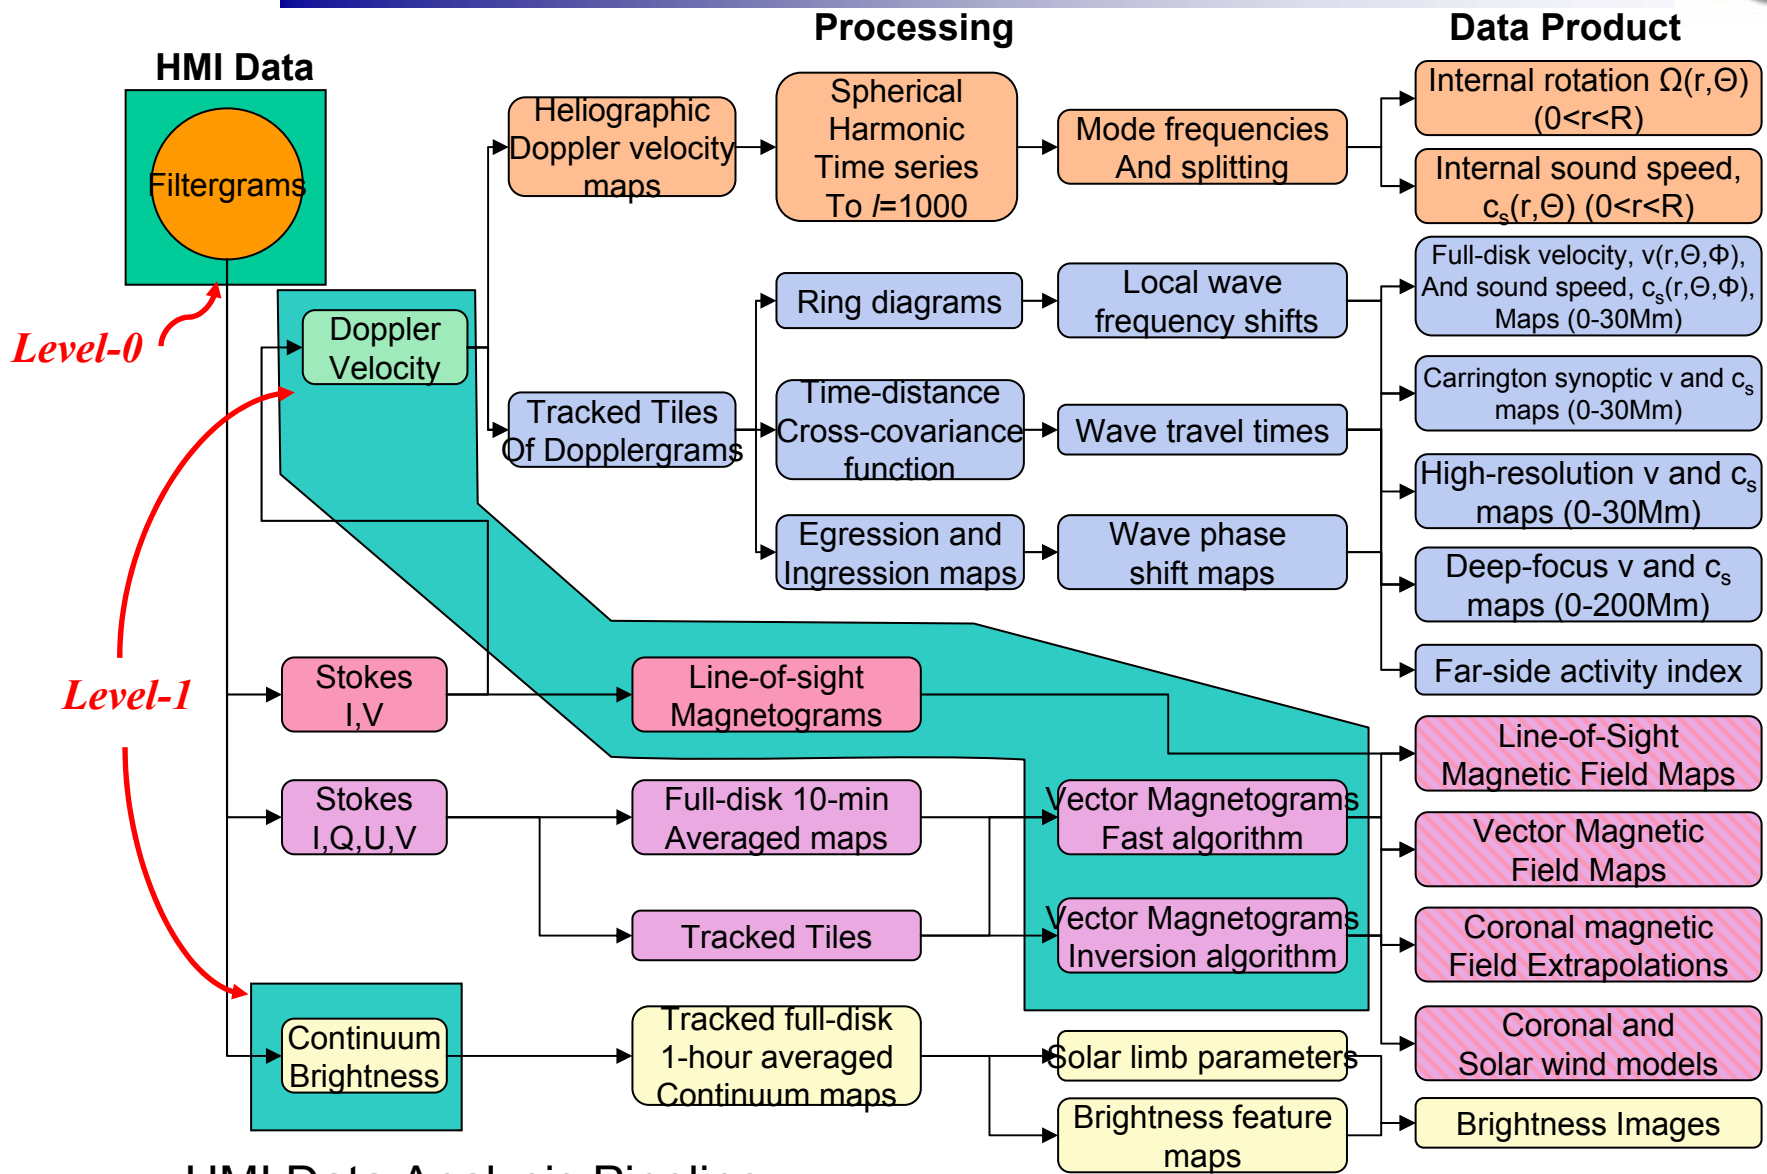 Processing
Data Product
HMI Data
Filtergrams
Level-0
Level-1
Doppler
Velocity
Heliographic
Doppler velocity
maps
Spherical
Harmonic
Time series
To l=1000
Mode frequencies
And splitting
Internal rotation Ω(r,Θ)
(0<r<R)
Internal sound speed,
cs(r,Θ) (0<r<R)
Tracked Tiles
Of Dopplergrams
Ring diagrams
Local wave
frequency shifts
Time-distance
Cross-covariance
function
Wave travel times
Egression and
Ingression maps
Wave phase
shift maps
Full-disk velocity, v(r,Θ,Φ),
And sound speed, cs(r,Θ,Φ),
Maps (0-30Mm)
Carrington synoptic v and cs
maps (0-30Mm)
High-resolution v and cs
maps (0-30Mm)
Deep-focus v and cs
maps (0-200Mm)
Far-side activity index
Stokes
I,V
Line-of-sight
Magnetograms
Line-of-Sight
Magnetic Field Maps
Stokes
I,Q,U,V
Full-disk 10-min
Averaged maps
Vector Magnetograms
Fast algorithm
Vector Magnetic
Field Maps
Tracked Tiles
Vector Magnetograms
Inversion algorithm
Coronal magnetic
Field Extrapolations
Coronal and
Solar wind models
Continuum
Brightness
Tracked full-disk
1-hour averaged
Continuum maps
Solar limb parameters
Brightness feature
maps
Brightness Images
HMI Data Analysis Pipeline